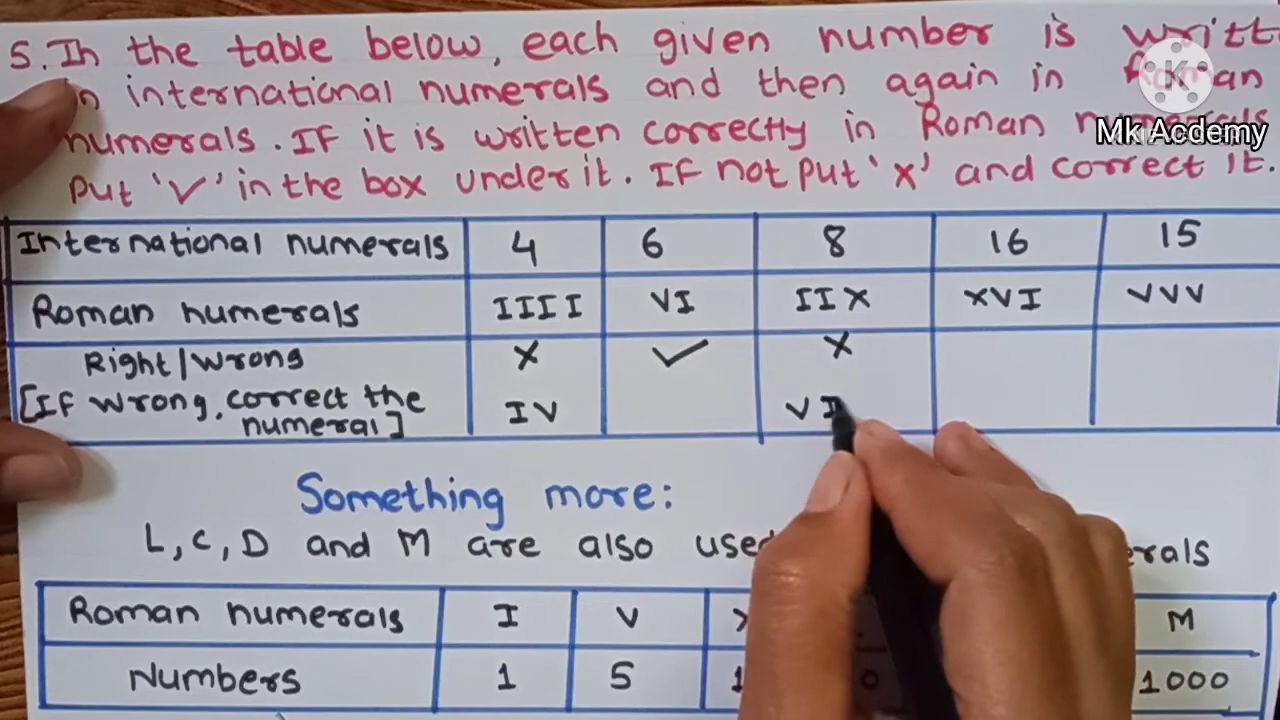 5. In the table below, each given number is writt
in international numerals and then again in Roman
numerals. IF it is written correctly in Roman numerals
K
Mk Acdemy
Put 'V' in the box under it. IF not put 'X' and correct it.
International numerals 4 6 8 16 15
Roman numerals IIII VI IIX XVI VVV
Right/Wrong X ✓ X
[IF wrong, correct the numeral] IV VI
Something more:
L, C, D and M are also used
Roman numerals I V M
Numbers 1 5 1000